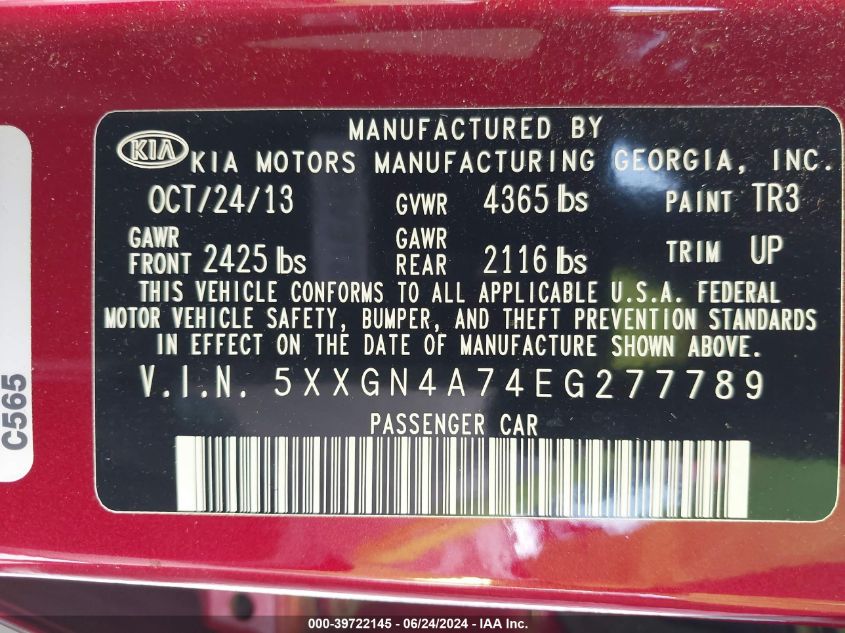 MANUFACTURED BY
KIA KIA MOTORS MANUFACTURING GEORGIA, INC.
OCT/24/13 GVWR 4365 lbs PAINT TR3
GAWR FRONT 2425 lbs GAWR REAR 2116 lbs TRIM UP
THIS VEHICLE CONFORMS TO ALL APPLICABLE U.S.A. FEDERAL
MOTOR VEHICLE SAFETY, BUMPER, AND THEFT PREVENTION STANDARDS
IN EFFECT ON THE DATE OF MANUFACTURE SHOWN ABOVE.
V.I.N. 5XXGN4A74EG277789
PASSENGER CAR
C565
000-39722145 - 06/24/2024 - IAA Inc.